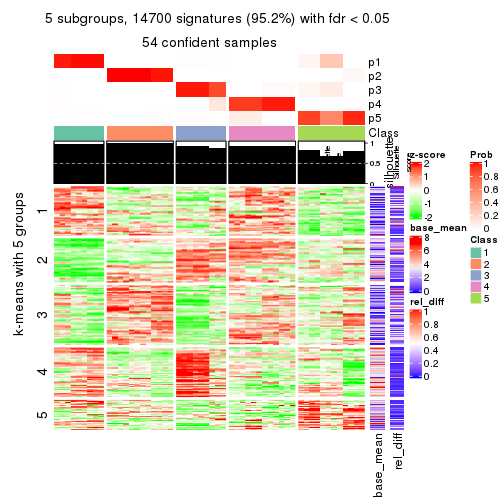 5 subgroups, 14700 signatures (95.2%) with fdr < 0.05
54 confident samples
p1
p2
p3
p4
p5
Class
1
0.5
0
silhouette
Silhouette
score
k-means with 5 groups
1
2
3
4
5
base_mean
rel_diff
z-score
2
1
0
-1
-2
base_mean
8
6
4
2
0
rel_diff
1
0.8
0.6
0.4
0.2
0
Prob
1
0.8
0.6
0.4
0.2
0
Class
1
2
3
4
5